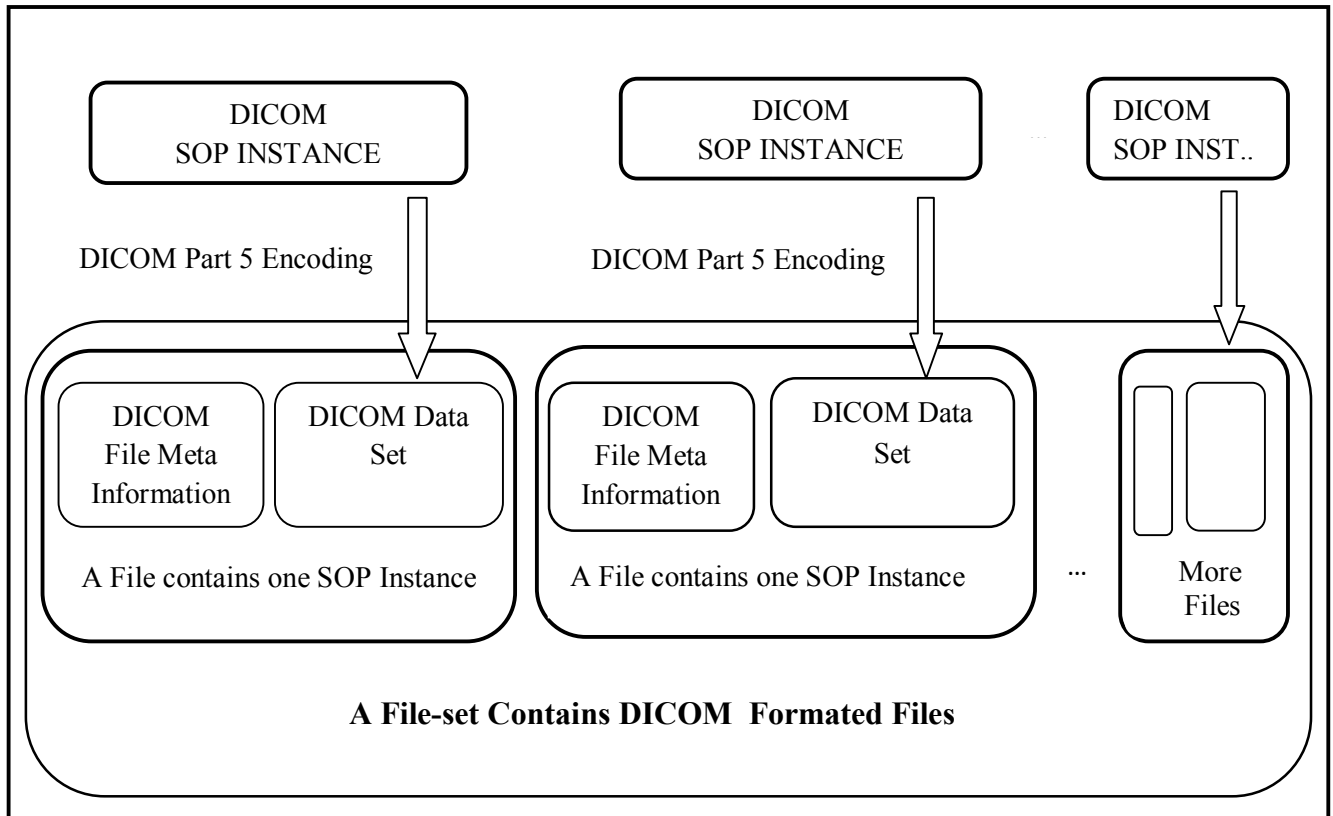 DICOM
SOP INSTANCE
DICOM
SOP INSTANCE
...
DICOM
SOP INST..
DICOM Part 5 Encoding
DICOM Part 5 Encoding
DICOM
File Meta
Information
DICOM Data
Set
A File contains one SOP Instance
DICOM
File Meta
Information
DICOM Data
Set
A File contains one SOP Instance
...
More
Files
A File-set Contains DICOM Formated Files